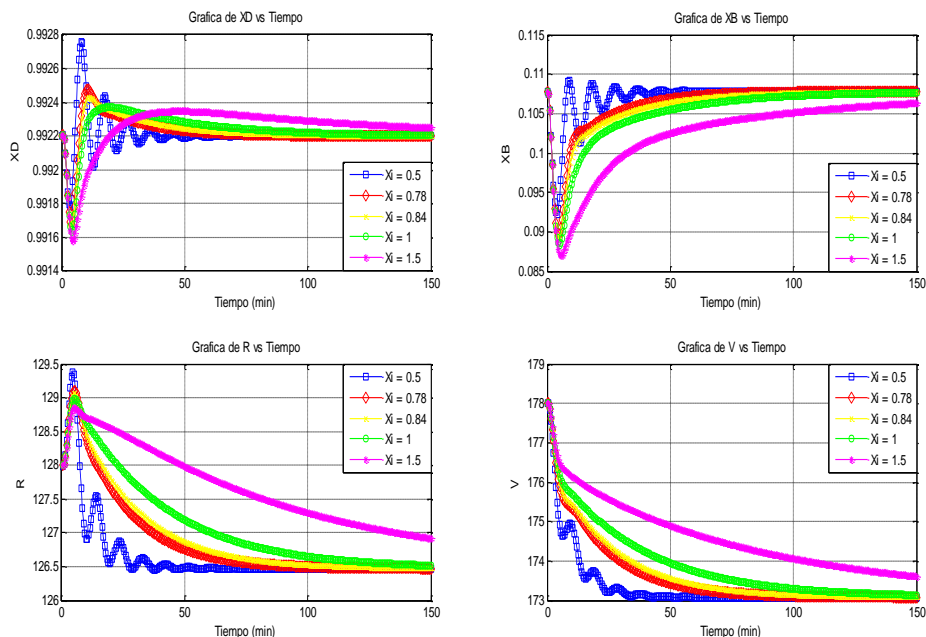 Grafica de XD vs Tiempo
XD
0.9928
0.9926
0.9924
0.9922
0.992
0.9918
0.9916
0.9914
0
50
100
150
Tiempo (min)
Xi = 0.5
Xi = 0.78
Xi = 0.84
Xi = 1
Xi = 1.5
Grafica de XB vs Tiempo
XB
0.115
0.11
0.105
0.1
0.095
0.09
0.085
0
50
100
150
Tiempo (min)
Xi = 0.5
Xi = 0.78
Xi = 0.84
Xi = 1
Xi = 1.5
Grafica de R vs Tiempo
R
129.5
129
128.5
128
127.5
127
126.5
126
0
50
100
150
Tiempo (min)
Xi = 0.5
Xi = 0.78
Xi = 0.84
Xi = 1
Xi = 1.5
Grafica de V vs Tiempo
V
179
178
177
176
175
174
173
0
50
100
150
Tiempo (min)
Xi = 0.5
Xi = 0.78
Xi = 0.84
Xi = 1
Xi = 1.5